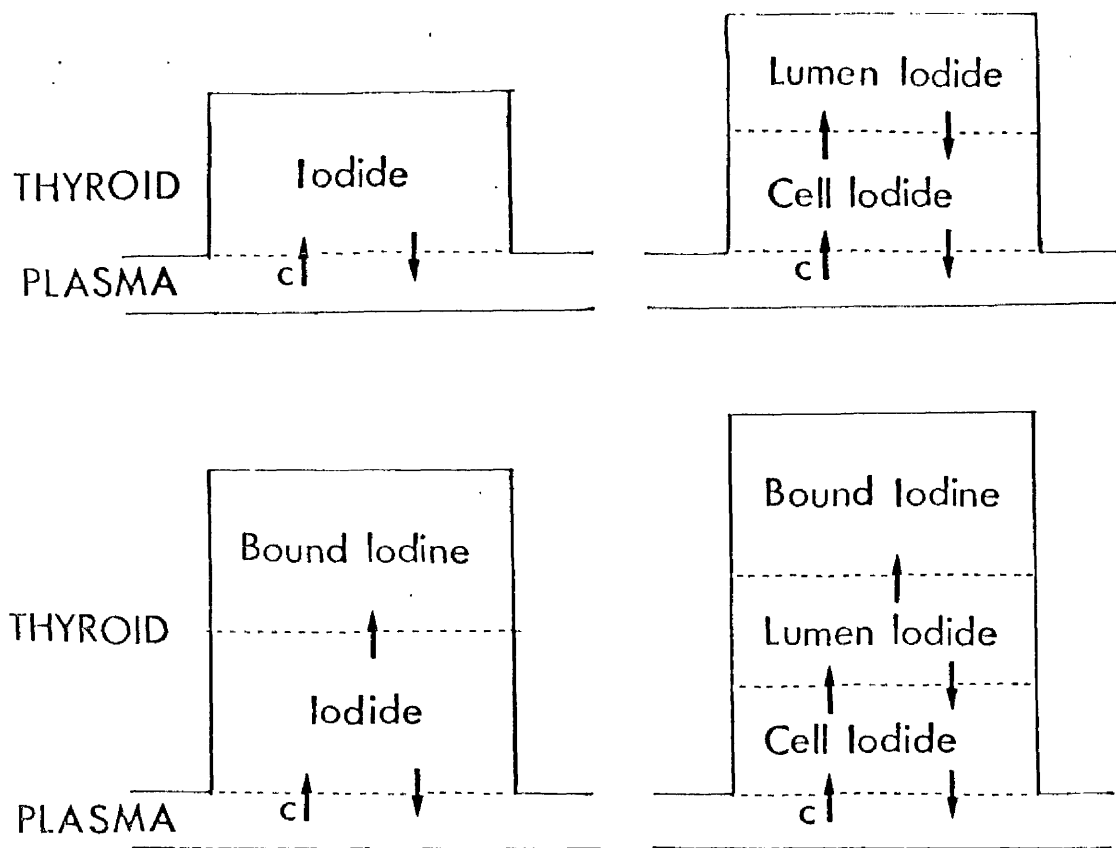 Lumen Iodide
THYROID
Iodide
Cell Iodide
PLASMA
c
c
Bound Iodine
Bound Iodine
THYROID
Lumen Iodide
Iodide
Cell Iodide
PLASMA
c
c